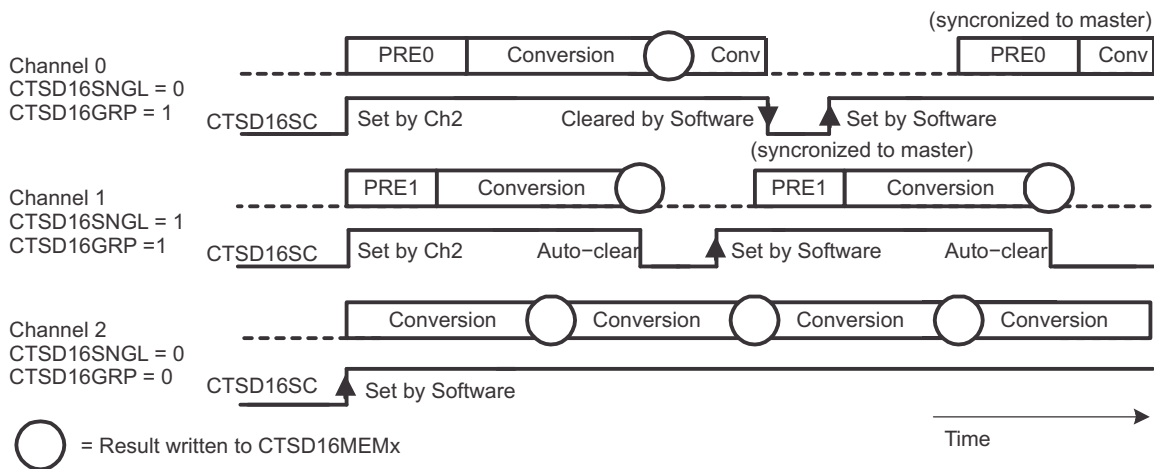 (syncronized to master)
PRE0 Conversion Conv PRE0 Conv
Channel 0
CTSD16SNGL = 0
CTSD16GRP = 1
CTSD16SC Set by Ch2 Cleared by Software Set by Software
(syncronized to master)
PRE1 Conversion PRE1 Conversion
Channel 1
CTSD16SNGL = 1
CTSD16GRP =1
CTSD16SC Set by Ch2 Auto−clear Set by Software Auto−clear
Conversion Conversion Conversion Conversion
Channel 2
CTSD16SNGL = 0
CTSD16GRP = 0
CTSD16SC Set by Software
= Result written to CTSD16MEMx
Time